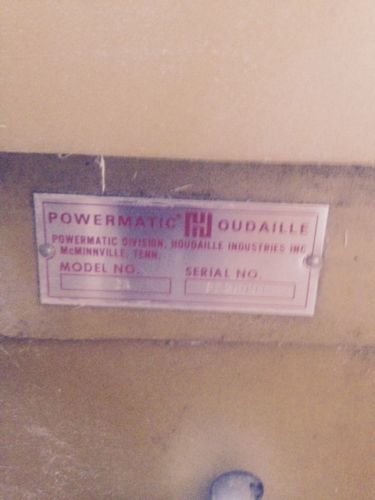 POWERMATIC® HOUDAILLE
POWERMATIC DIVISION, HOUDAILLE INDUSTRIES INC
McMINNVILLE, TENN.
MODEL NO. SERIAL NO.